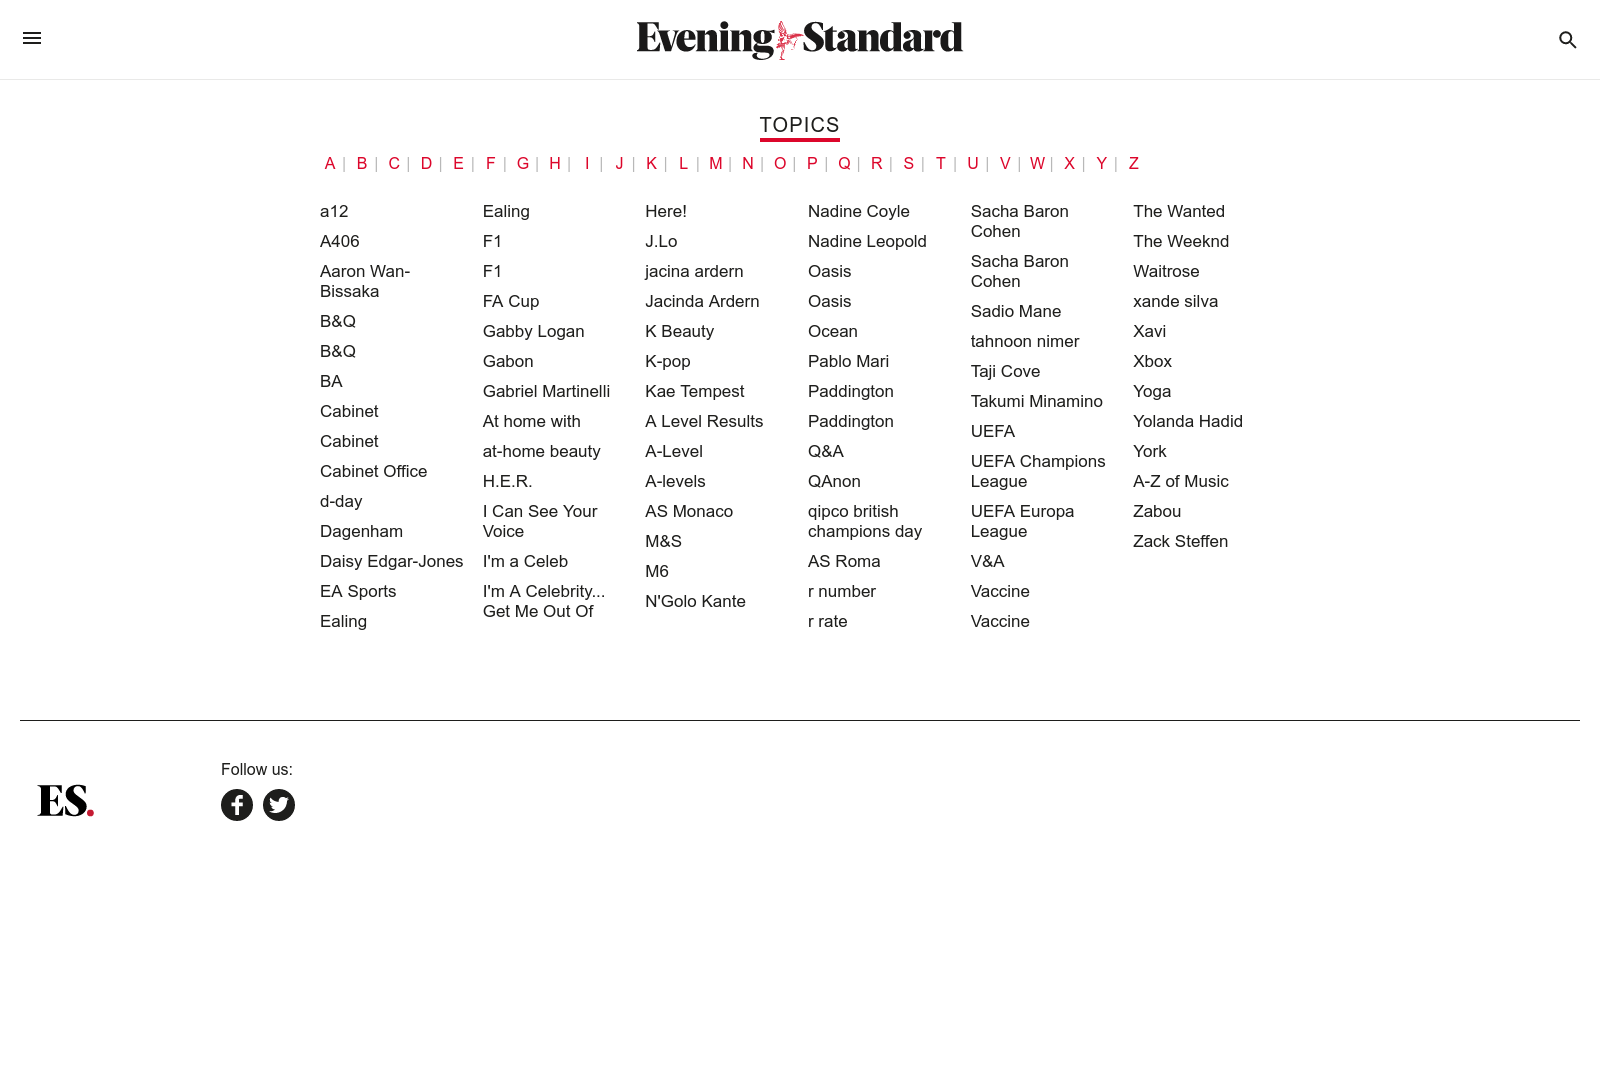 Evening Standard
TOPICS
A | B | C | D | E | F | G | H | I | J | K | L | M | N | O | P | Q | R | S | T | U | V | W | X | Y | Z
a12
A406
Aaron Wan-
Bissaka
B&Q
B&Q
BA
Cabinet
Cabinet
Cabinet Office
d-day
Dagenham
Daisy Edgar-Jones
EA Sports
Ealing
Ealing
F1
F1
FA Cup
Gabby Logan
Gabon
Gabriel Martinelli
At home with
at-home beauty
H.E.R.
I Can See Your
Voice
I'm a Celeb
I'm A Celebrity...
Get Me Out Of
Here!
J.Lo
jacina ardern
Jacinda Ardern
K Beauty
K-pop
Kae Tempest
A Level Results
A-Level
A-levels
AS Monaco
M&S
M6
N'Golo Kante
Nadine Coyle
Nadine Leopold
Oasis
Oasis
Ocean
Pablo Mari
Paddington
Paddington
Q&A
QAnon
qipco british
champions day
AS Roma
r number
r rate
Sacha Baron
Cohen
Sacha Baron
Cohen
Sadio Mane
tahnoon nimer
Taji Cove
Takumi Minamino
UEFA
UEFA Champions
League
UEFA Europa
League
V&A
Vaccine
Vaccine
The Wanted
The Weeknd
Waitrose
xande silva
Xavi
Xbox
Yoga
Yolanda Hadid
York
A-Z of Music
Zabou
Zack Steffen
ES.
Follow us: